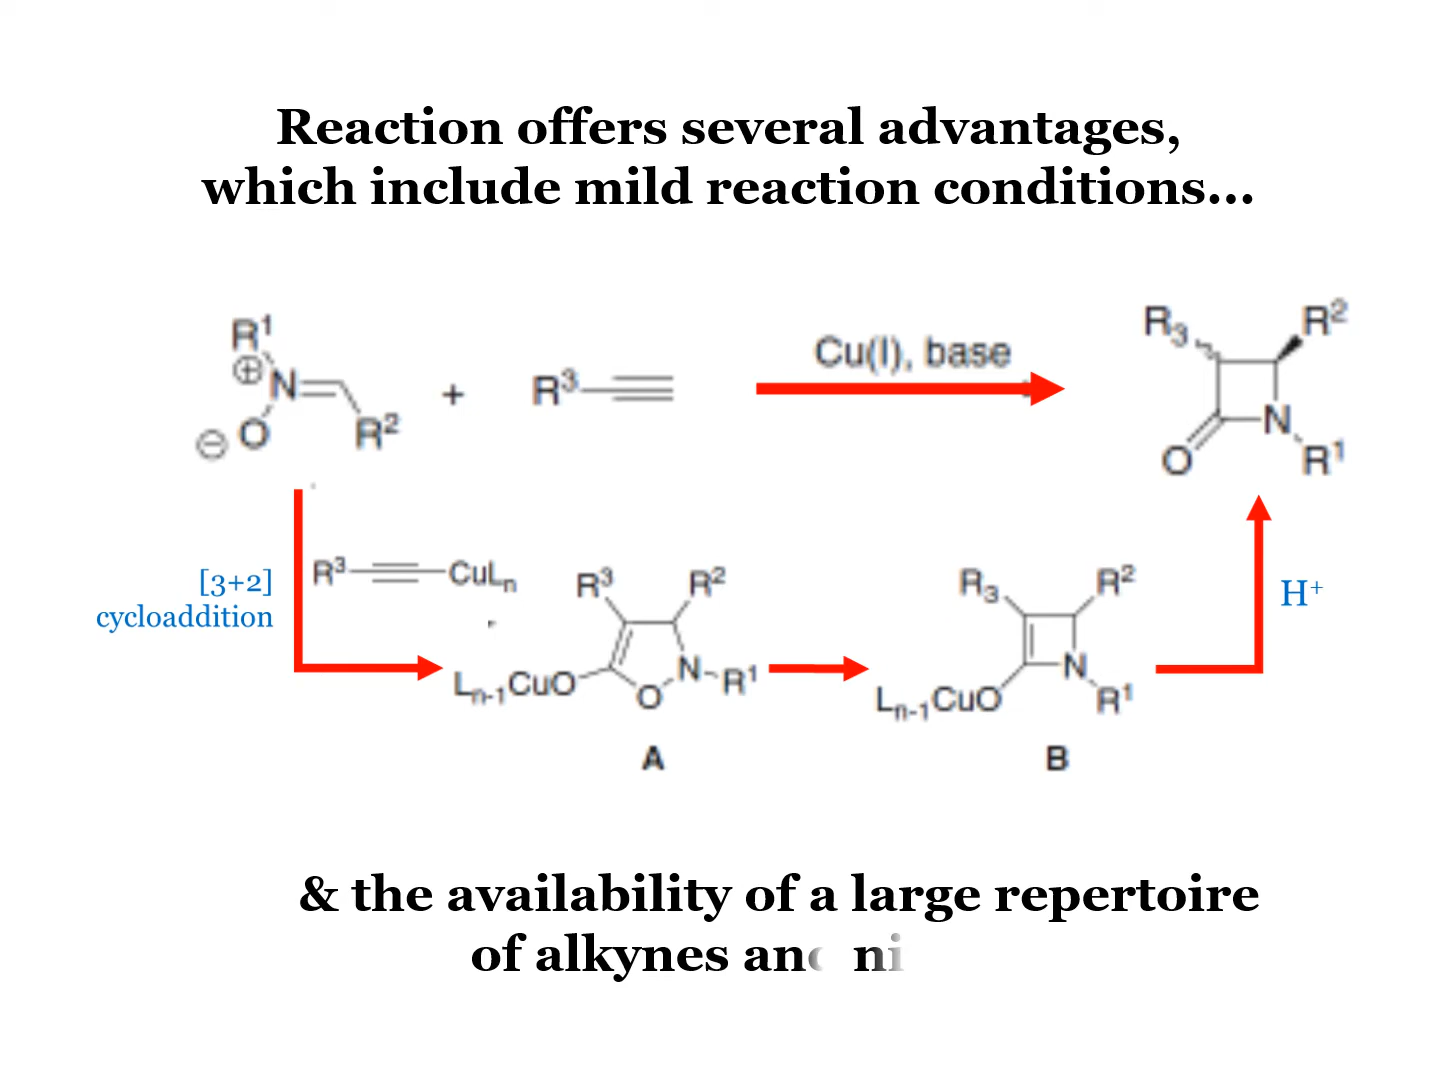 Reaction offers several advantages,
which include mild reaction conditions...
R¹
⊕
N
O
⊖
R²
+
R³
Cu(I), base
R₃
R²
O
N
R¹
[3+2]
cycloaddition
R³
CuLₙ
R³
R²
Lₙ₋₁CuO
O
N
R¹
A
R₃
R²
Lₙ₋₁CuO
N
R¹
B
H⁺
& the availability of a large repertoire
of alkynes